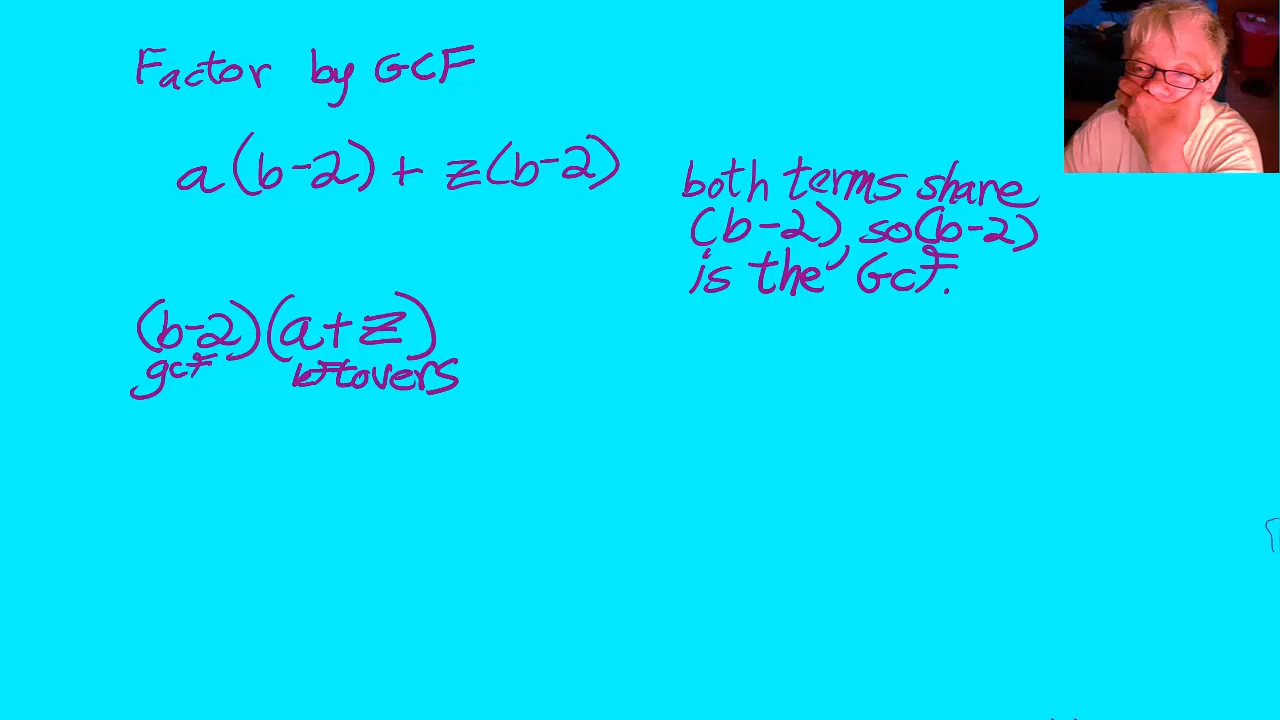 Factor by GCF
a(b-2) + z(b-2)
both terms share
(b-2), so (b-2)
is the GCF.
(b-2)(a+z)
gcf leftovers